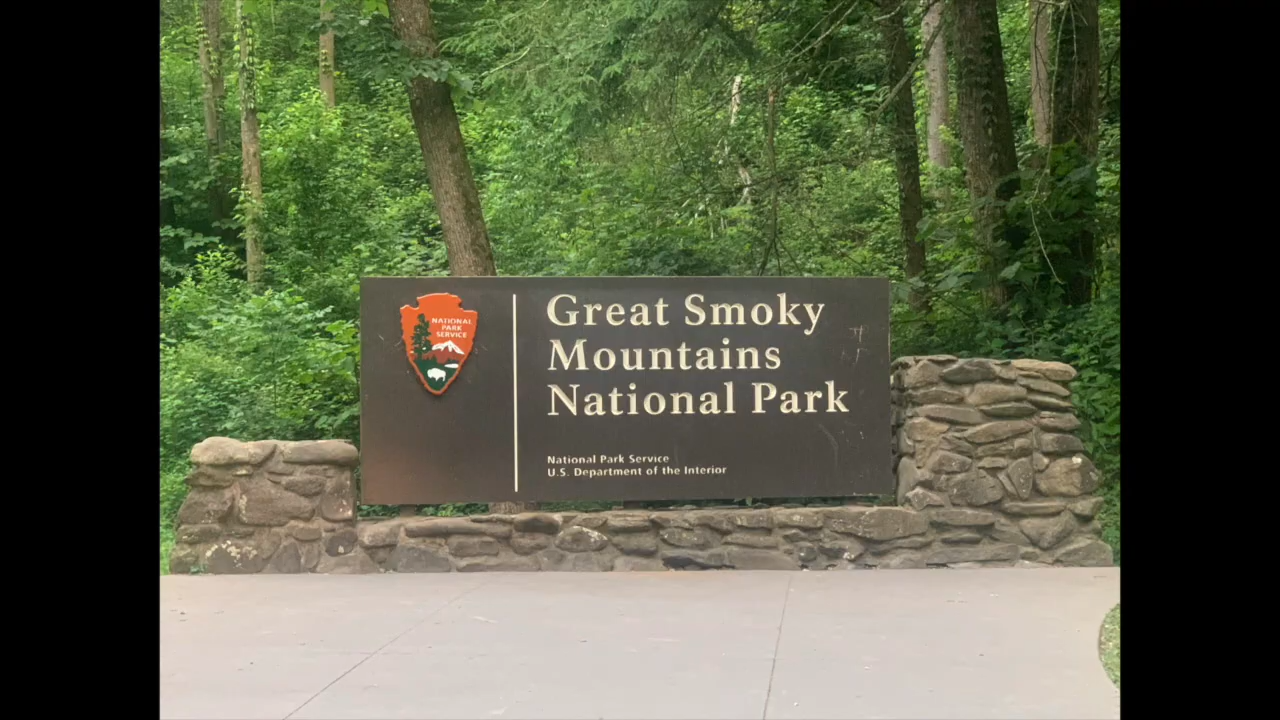 NATIONAL
PARK
SERVICE
Great Smoky
Mountains
National Park
National Park Service
U.S. Department of the Interior